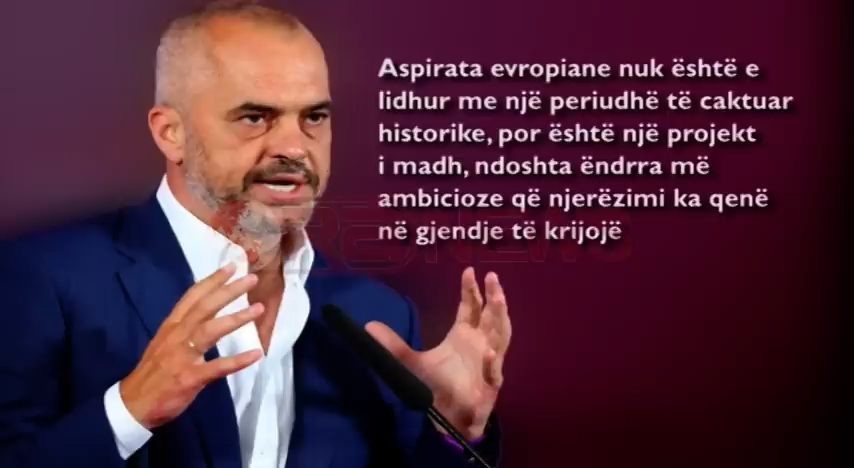 Aspirata evropiane nuk është e
lidhur me një periudhë të caktuar
historike, por është një projekt
i madh, ndoshta ëndrra më
ambicioze që njerëzimi ka qenë
në gjendje të krijojë